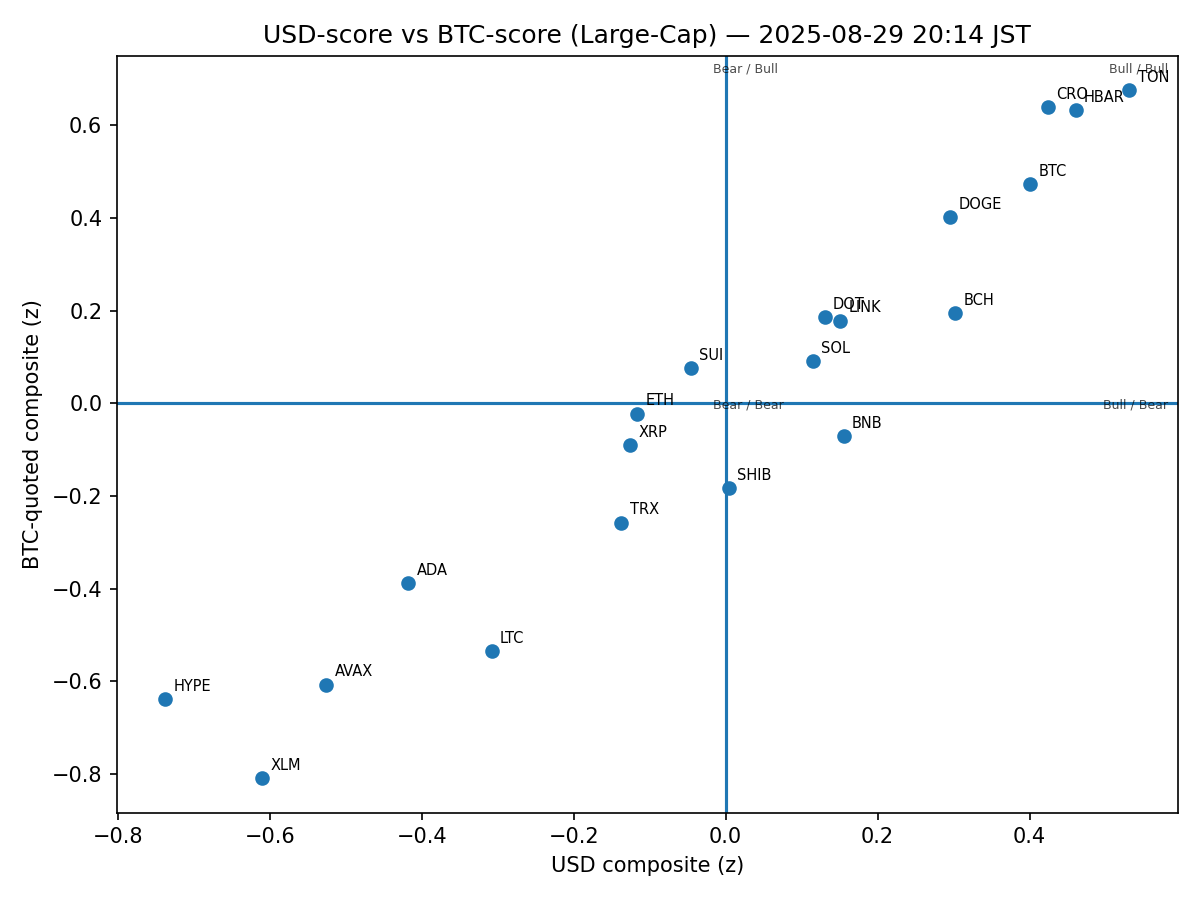 USD-score vs BTC-score (Large-Cap) — 2025-08-29 20:14 JST
Bear / Bull
Bull / Bull
TON
CRO
HBAR
0.6
BTC
DOGE
0.4
BCH
DOT
LINK
0.2
SOL
SUI
ETH
0.0
Bear / Bear
Bull / Bear
BNB
XRP
SHIB
−0.2
TRX
ADA
−0.4
LTC
AVAX
−0.6
HYPE
XLM
−0.8
BTC-quoted composite (z)
−0.8
−0.6
−0.4
−0.2
0.0
0.2
0.4
USD composite (z)